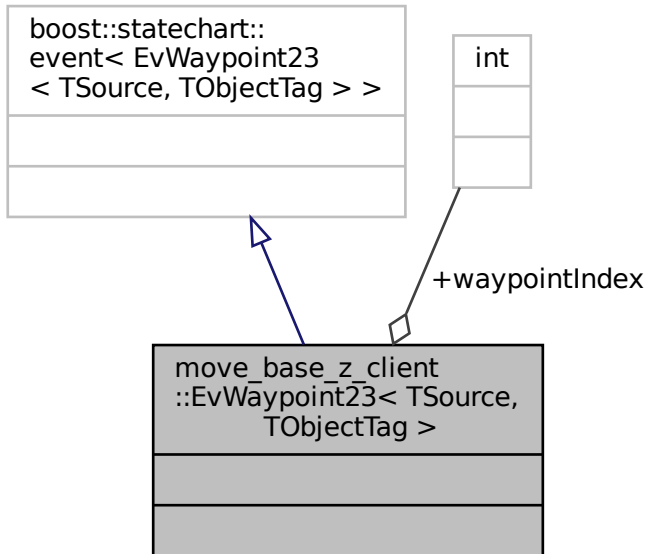 boost::statechart::
event< EvWaypoint23
< TSource, TObjectTag > >
int
+waypointIndex
move_base_z_client
::EvWaypoint23< TSource,
TObjectTag >